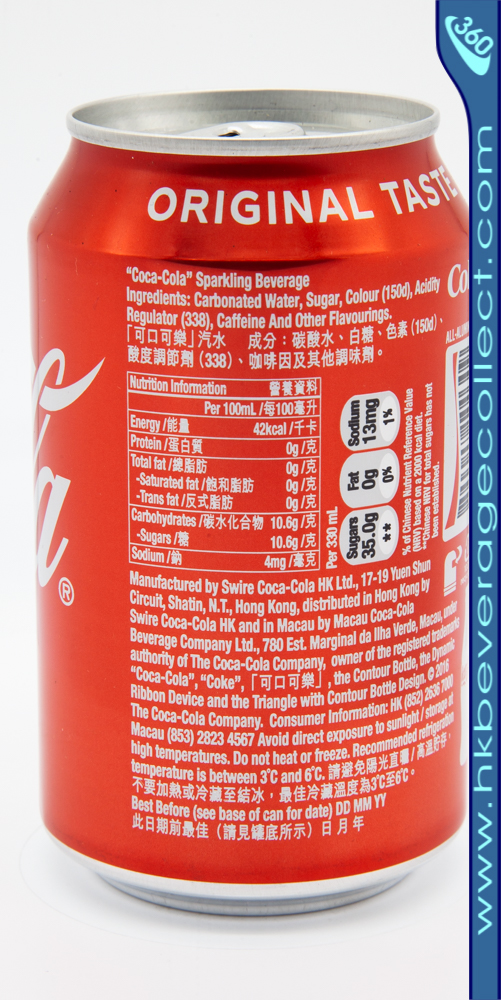 360
www.hkbeveragecollect.com
ORIGINAL TASTE
"Coca-Cola" Sparkling Beverage
Ingredients: Carbonated Water, Sugar, Colour (150d), Acidity
Regulator (338), Caffeine And Other Flavourings.
「可口可樂」汽水 成分：碳酸水、白糖、色素 (150d)、
酸度調節劑 (338)、咖啡因及其他調味劑。
Nutrition Information 營養資料
Per 100mL /每100毫升
Energy /能量 42kcal /千卡
Protein /蛋白質 0g /克
Total fat /總脂肪 0g /克
-Saturated fat /飽和脂肪 0g /克
-Trans fat /反式脂肪 0g /克
Carbohydrates /碳水化合物 10.6g /克
-Sugars /糖 10.6g /克
Sodium /鈉 4mg /毫克
Per 330 mL
Sugars 35.0g **
Fat 0g 0%
Sodium 13mg 1%
% of Chinese Nutrient Reference Value
(NRV) based on a 2000 kcal diet.
**Chinese NRV for total sugars has not
been established.
Manufactured by Swire Coca-Cola HK Ltd., 17-19 Yuen Shun
Circuit, Shatin, N.T., Hong Kong, distributed in Hong Kong by
Swire Coca-Cola HK and in Macau by Macau Coca-Cola
Beverage Company Ltd., 780 Est. Marginal da Ilha Verde, Macau, under
authority of The Coca-Cola Company, owner of the registered trademarks
"Coca-Cola", "Coke", 「可口可樂」, the Contour Bottle, the Dynamic
Ribbon Device and the Triangle with Contour Bottle Design. © 2016
The Coca-Cola Company. Consumer Information: HK (852) 2636 7000
Macau (853) 2823 4567 Avoid direct exposure to sunlight / storage at
high temperatures. Do not heat or freeze. Recommended refrigeration
temperature is between 3°C and 6°C. 請避免陽光直曬 / 高溫貯存，
不要加熱或冷藏至結冰，最佳冷藏溫度為3°C至6°C。
Best Before (see base of can for date) DD MM YY
此日期前最佳（請見罐底所示）日 月 年
®